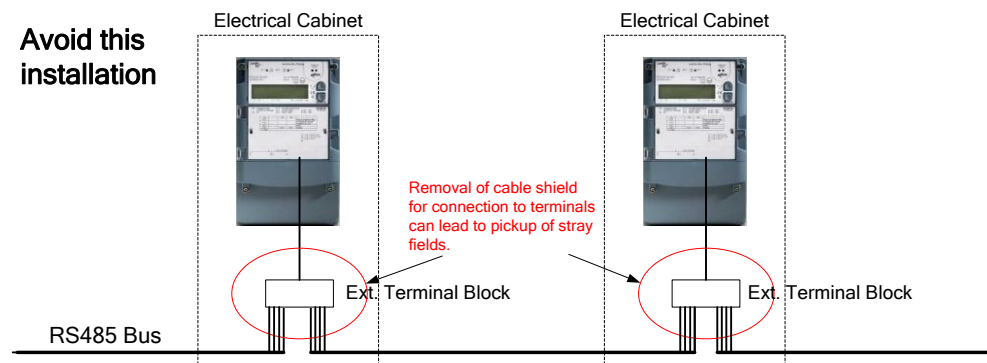 Electrical Cabinet
Electrical Cabinet
Avoid this
installation
Removal of cable shield
for connection to terminals
can lead to pickup of stray
fields.
Ext. Terminal Block
Ext. Terminal Block
RS485 Bus